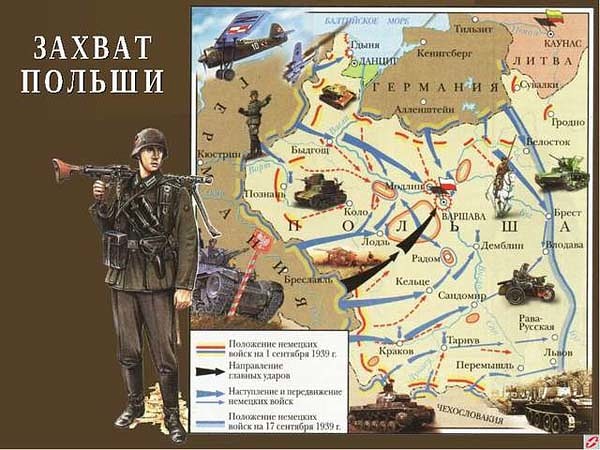 ЗАХВАТ
ПОЛЬШИ
БАЛТИЙСКОЕ МОРЕ
Тильзит
Гдыня
Кенигсберг
КАУНАС
ДАНЦИГ
ЛИТВА
ГЕРМАНИЯ
Сувалки
Алленштейн
Гродно
ГЕРМАНИЯ
Быдгощ
Белосток
Кюстрин
Познань
Модлин
Коло
ВАРШАВА
Брест
ПОЛЬША
Лодзь
Демблин
Влодава
Радом
Бреславль
Кельце
Сандомир
Рава-
Русская
Краков
Тарнув
Львов
Перемышль
ЧЕХОСЛОВАКИЯ
Положение немецких
войск на 1 сентября 1939 г.
Направление
главных ударов
Наступление и передвижение
немецких войск
Положение немецких
войск на 17 сентября 1939 г.